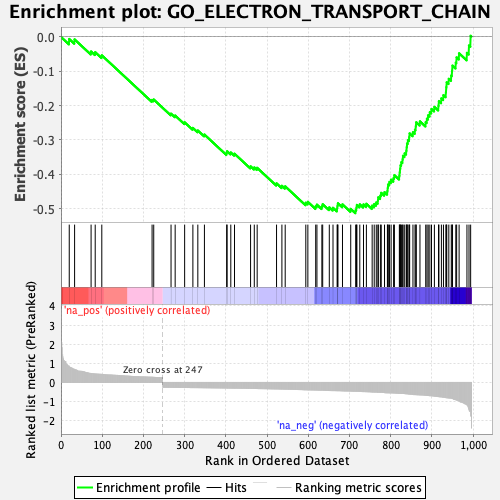 Enrichment plot: GO_ELECTRON_TRANSPORT_CHAIN
Enrichment score (ES)
0.0
-0.1
-0.2
-0.3
-0.4
-0.5
'na_pos' (positively correlated)
Ranked list metric (PreRanked)
4
3
2
1
0
-1
-2
Zero cross at 247
'na_neg' (negatively correlated)
0
100
200
300
400
500
600
700
800
900
1,000
Rank in Ordered Dataset
Enrichment profile
Hits
Ranking metric scores